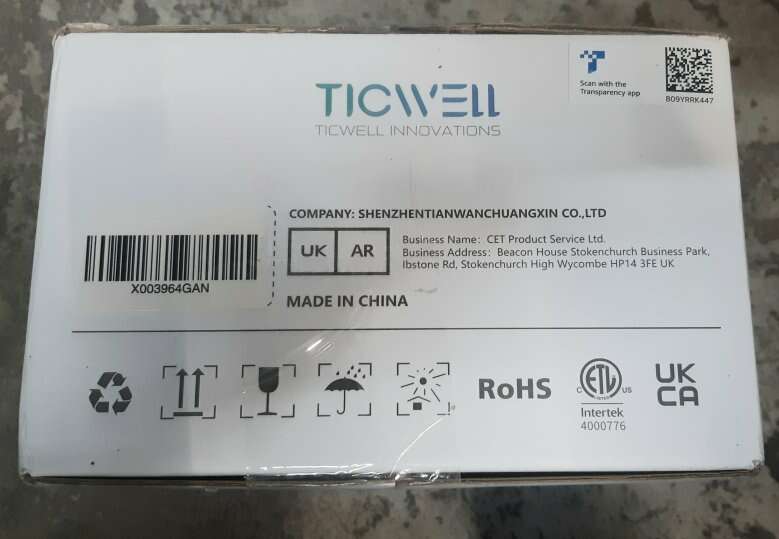 TICWELL
TICWELL INNOVATIONS
Scan with the
Transparency app
B09YRRK447
COMPANY: SHENZHENTIANWANCHUANGXIN CO.,LTD
UK AR
Business Name: CET Product Service Ltd.
Business Address: Beacon House Stokenchurch Business Park,
Ibstone Rd, Stokenchurch High Wycombe HP14 3FE UK
X003964GAN
MADE IN CHINA
RoHS
C ETL US
Intertek
4000776
UK
CA